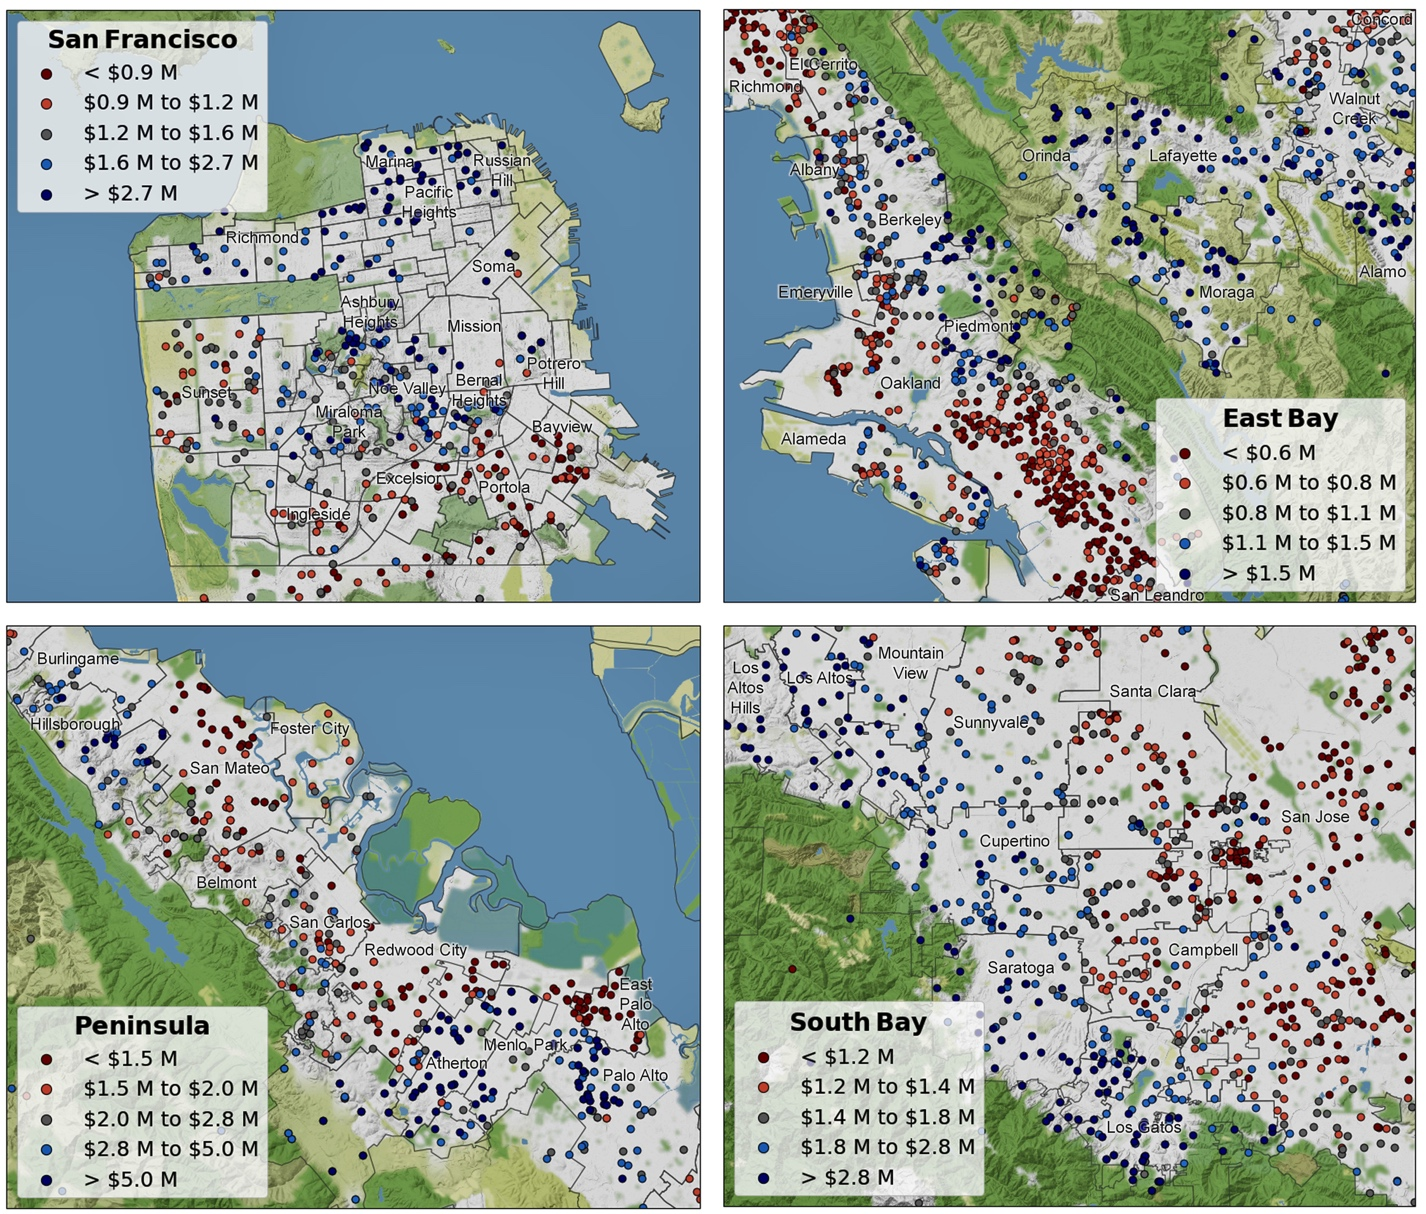 San Francisco
< $0.9 M
$0.9 M to $1.2 M
$1.2 M to $1.6 M
$1.6 M to $2.7 M
> $2.7 M
Marina
Russian
Hill
Pacific
Heights
Richmond
Soma
Ashbury
Heights
Mission
Potrero
Hill
Sunset
Noe Valley
Bernal
Heights
Miraloma
Park
Bayview
Excelsior
Portola
Ingleside
Concord
El Cerrito
Richmond
Walnut
Creek
Orinda
Lafayette
Albany
Berkeley
Alamo
Emeryville
Moraga
Piedmont
Oakland
Alameda
San Leandro
East Bay
< $0.6 M
$0.6 M to $0.8 M
$0.8 M to $1.1 M
$1.1 M to $1.5 M
> $1.5 M
Burlingame
Hillsborough
Foster City
San Mateo
Belmont
San Carlos
Redwood City
East
Palo
Alto
Menlo Park
Atherton
Palo Alto
Peninsula
< $1.5 M
$1.5 M to $2.0 M
$2.0 M to $2.8 M
$2.8 M to $5.0 M
> $5.0 M
Mountain
View
Los
Altos
Hills
Los Altos
Santa Clara
Sunnyvale
San Jose
Cupertino
Campbell
Saratoga
Los Gatos
South Bay
< $1.2 M
$1.2 M to $1.4 M
$1.4 M to $1.8 M
$1.8 M to $2.8 M
> $2.8 M